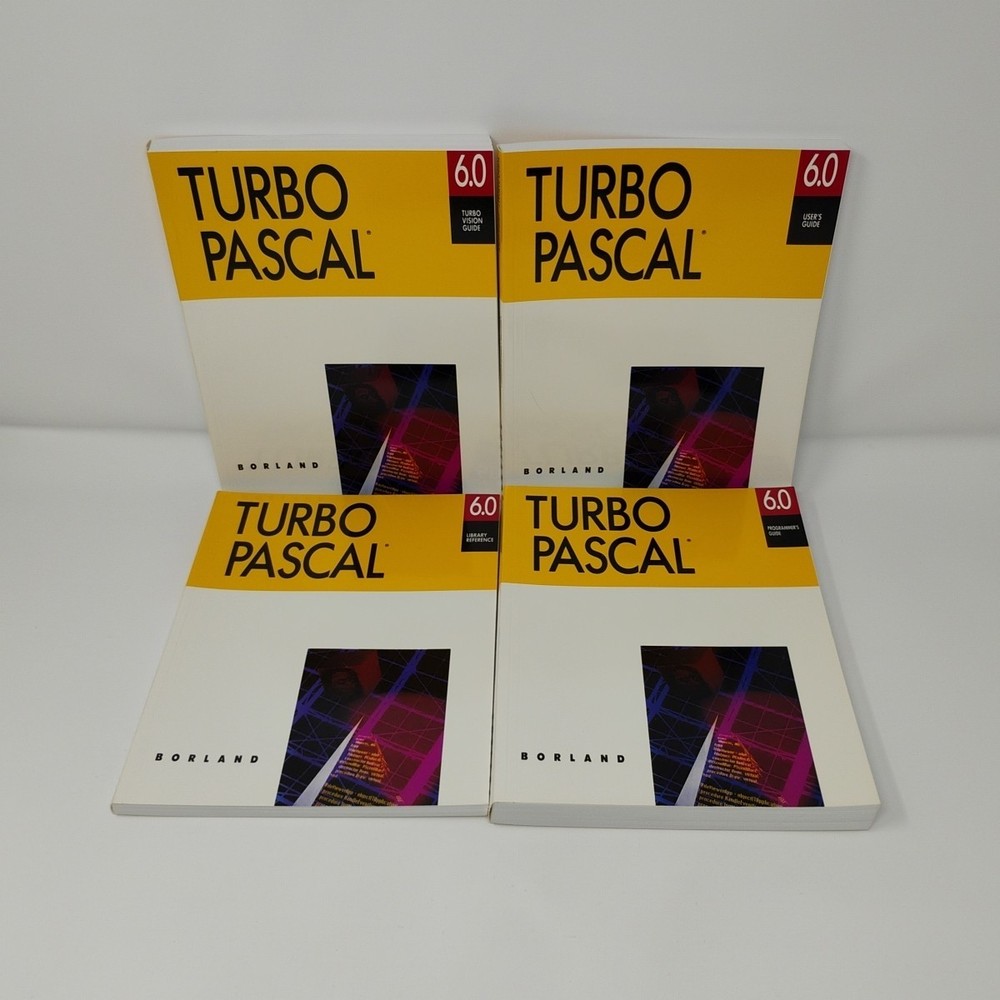 TURBO
PASCAL®
6.0
TURBO
VISION
GUIDE
BORLAND
TURBO
PASCAL®
6.0
USER'S
GUIDE
BORLAND
TURBO
PASCAL®
6.0
LIBRARY
REFERENCE
BORLAND
TURBO
PASCAL®
6.0
PROGRAMMER'S
GUIDE
BORLAND